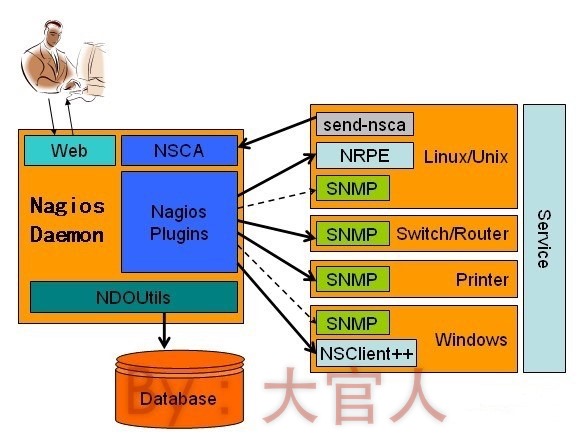 Web
NSCA
Nagios
Daemon
Nagios
Plugins
NDOUtils
Database
send-nsca
NRPE
Linux/Unix
SNMP
SNMP
Switch/Router
SNMP
Printer
SNMP
Windows
NSClient++
Service
By：大官人